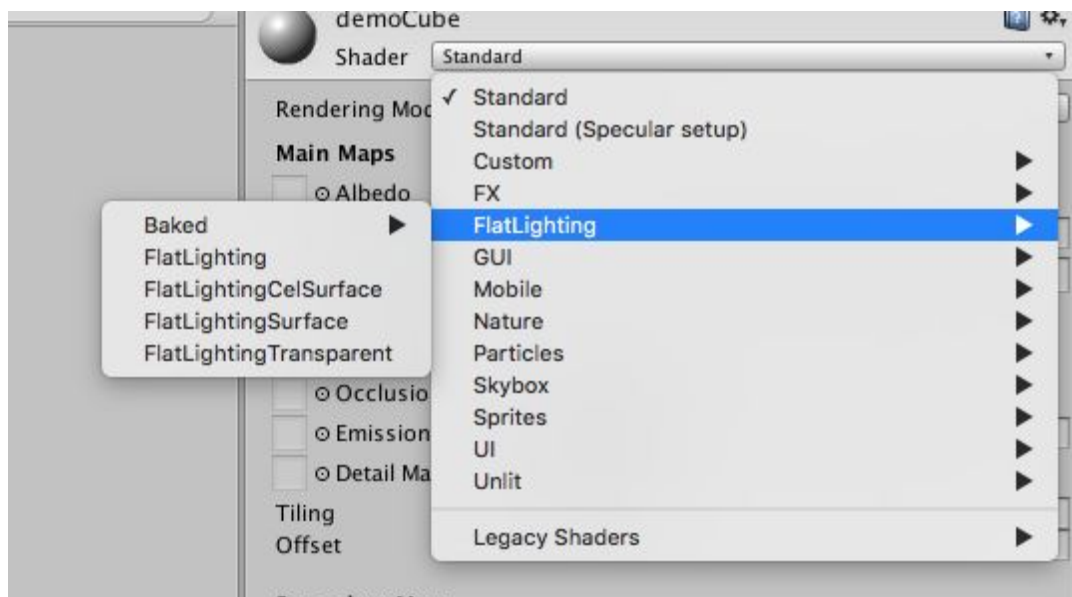 demoCube
Shader Standard
Rendering Mod
Main Maps
Albedo
Occlusio
Emission
Detail Ma
Tiling
Offset
✓ Standard
Standard (Specular setup)
Custom
FX
FlatLighting
GUI
Mobile
Nature
Particles
Skybox
Sprites
UI
Unlit
Legacy Shaders
Baked
FlatLighting
FlatLightingCelSurface
FlatLightingSurface
FlatLightingTransparent